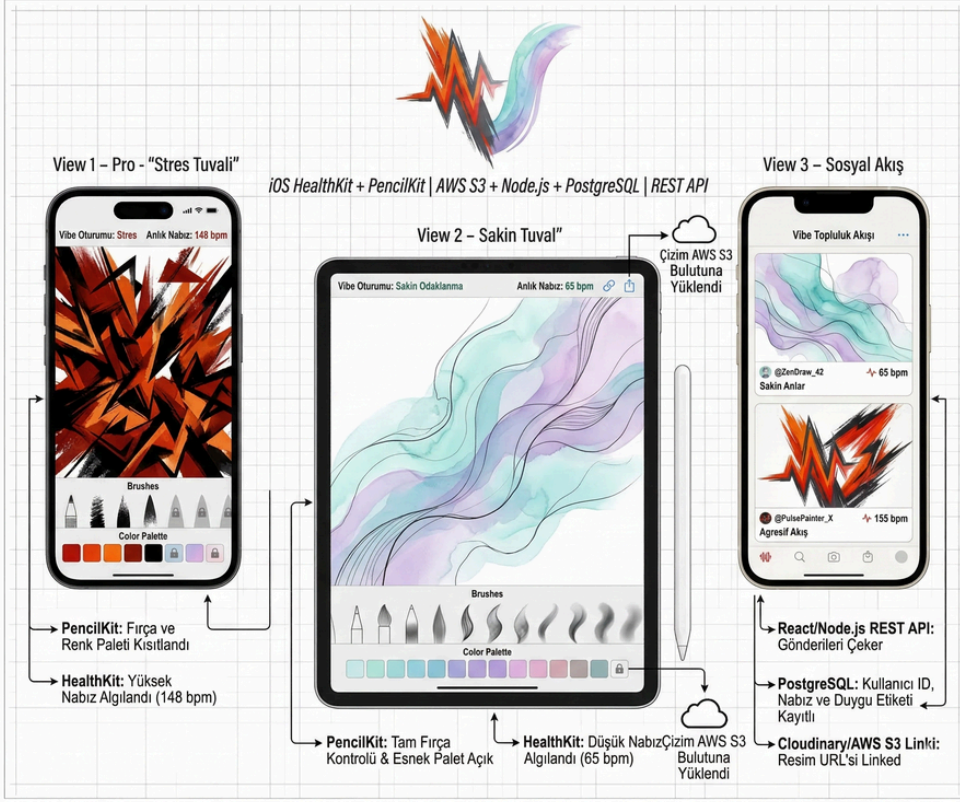 View 1 – Pro - “Stres Tuvali”
iOS HealthKit + PencilKit | AWS S3 + Node.js + PostgreSQL | REST API
View 3 – Sosyal Akış
Vibe Oturumu: Stres
Anlık Nabız: 148 bpm
Brushes
Color Palette
PencilKit: Fırça ve
Renk Paleti Kısıtlandı
HealthKit: Yüksek
Nabız Algılandı (148 bpm)
View 2 – Sakin Tuval”
Çizim AWS S3
Bulutuna
Yüklendi
Vibe Oturumu: Sakin Odaklanma
Anlık Nabız: 65 bpm
Brushes
Color Palette
PencilKit: Tam Fırça
Kontrolü & Esnek Palet Açık
HealthKit: Düşük Nabız
Algılandı (65 bpm)
Çizim AWS S3
Bulutuna
Yüklendi
Vibe Topluluk Akışı
@ZenDraw_42
65 bpm
Sakin Anlar
@PulsePainter_X
155 bpm
Agresif Akış
React/Node.js REST API:
Gönderileri Çeker
PostgreSQL: Kullanıcı ID,
Nabız ve Duygu Etiketi
Kayıtlı
Cloudinary/AWS S3 Linki:
Resim URL'si Linked